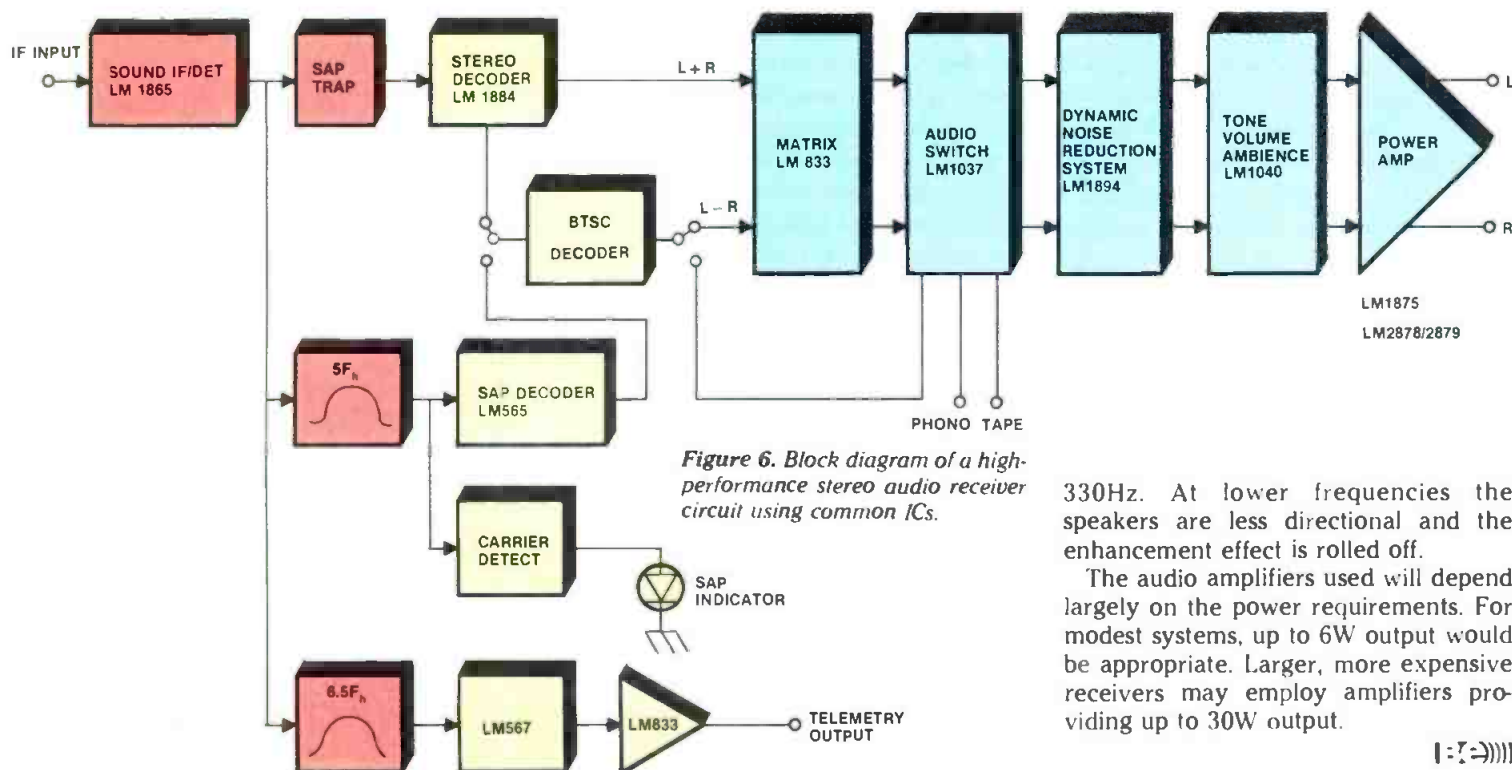 IF INPUT
SOUND IF/DET
LM 1865
SAP
TRAP
STEREO
DECODER
LM 1884
L+R
BTSC
DECODER
L−R
MATRIX
LM 833
AUDIO
SWITCH
LM1037
DYNAMIC
NOISE
REDUCTION
SYSTEM
LM1894
TONE
VOLUME
AMBIENCE
LM1040
POWER
AMP
L
R
LM1875
LM2878/2879
PHONO TAPE
5Fh
SAP DECODER
LM565
CARRIER
DETECT
SAP
INDICATOR
6.5Fh
LM567
LM833
TELEMETRY
OUTPUT
Figure 6. Block diagram of a high-
performance stereo audio receiver
circuit using common ICs.
330Hz. At lower frequencies the
speakers are less directional and the
enhancement effect is rolled off.
The audio amplifiers used will depend
largely on the power requirements. For
modest systems, up to 6W output would
be appropriate. Larger, more expensive
receivers may employ amplifiers pro-
viding up to 30W output.